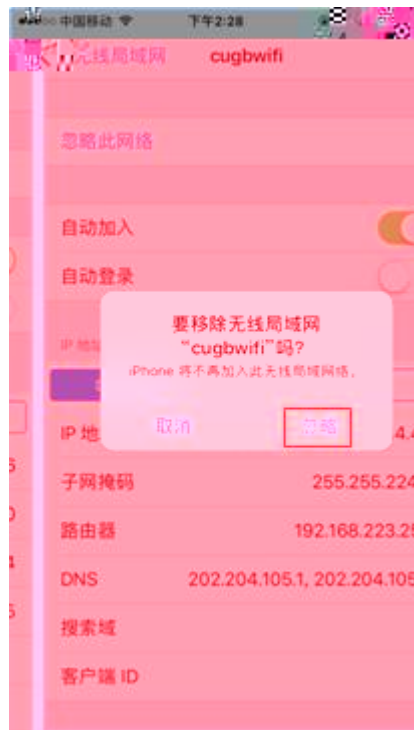 中国移动 下午2:28
无线局域网 cugbwifi
忽略此网络
自动加入
自动登录
要移除无线局域网
“cugbwifi”吗?
iPhone 将不再加入此无线局域网络。
取消 忽略
IP 地
子网掩码 255.255.224
路由器 192.168.223.25
DNS 202.204.105.1, 202.204.105
搜索域
客户端 ID